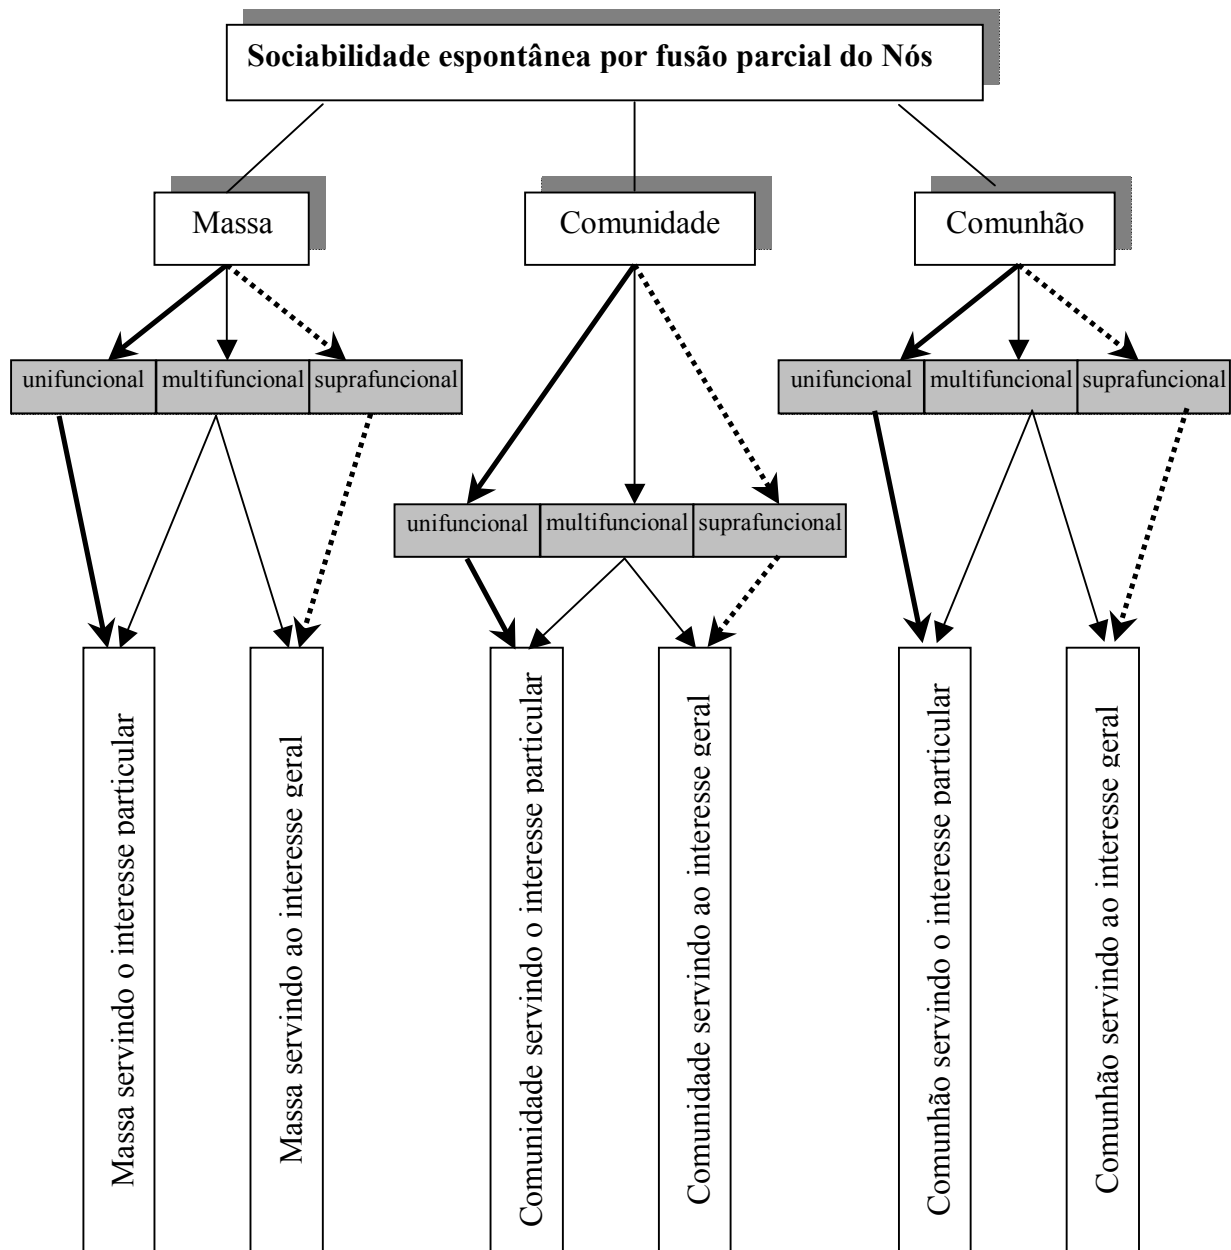 Sociabilidade espontânea por fusão parcial do Nós
Massa
Comunidade
Comunhão
unifuncional
multifuncional
suprafuncional
unifuncional
multifuncional
suprafuncional
unifuncional
multifuncional
suprafuncional
Massa servindo o interesse particular
Massa servindo ao interesse geral
Comunidade servindo o interesse particular
Comunidade servindo ao interesse geral
Comunhão servindo o interesse particular
Comunhão servindo ao interesse geral